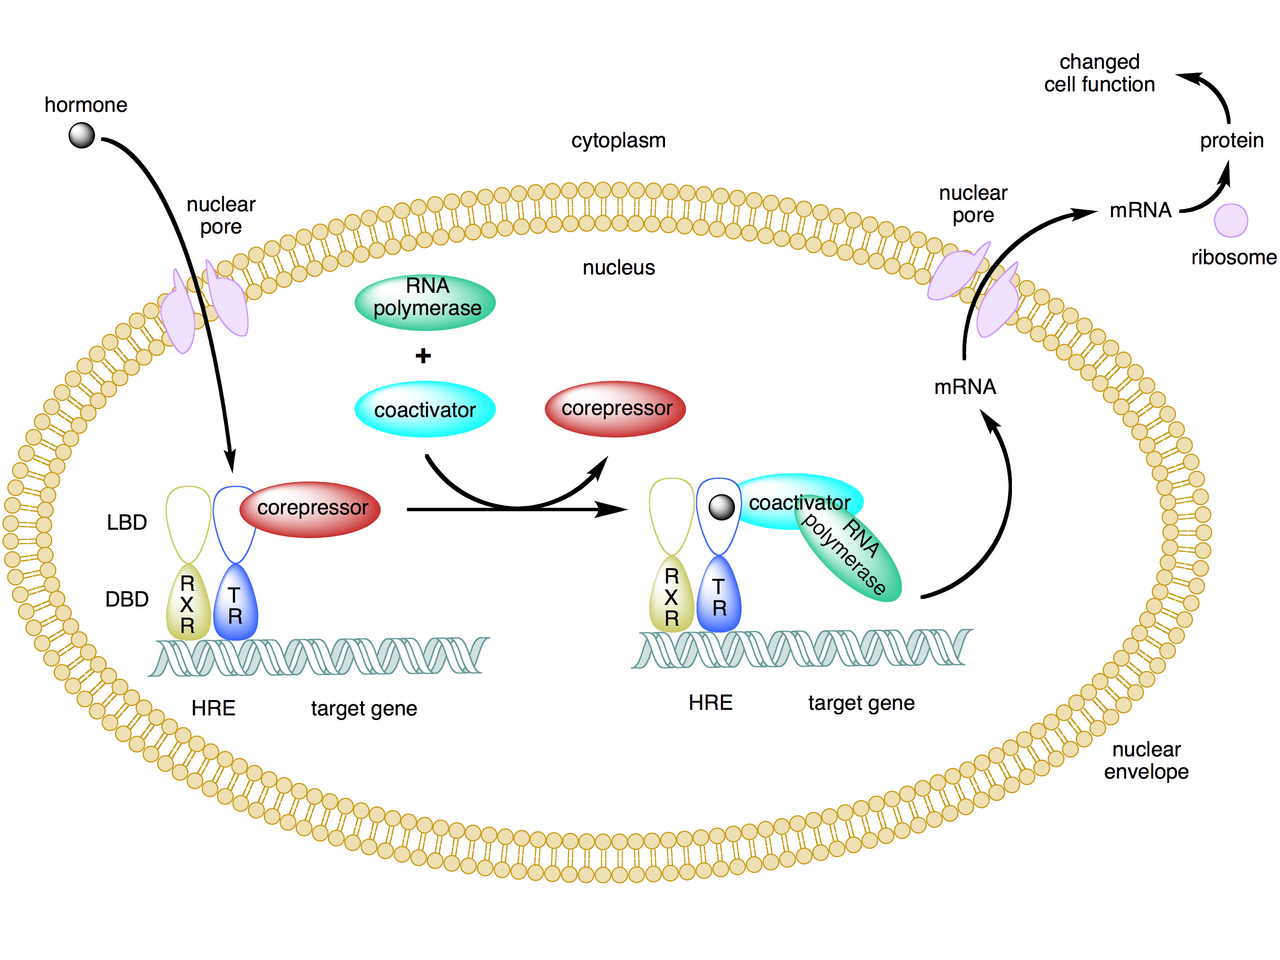 changed
cell function
hormone
protein
cytoplasm
nuclear
pore
nuclear
pore
mRNA
ribosome
nucleus
RNA
polymerase
+
coactivator
corepressor
mRNA
LBD
corepressor
coactivator
RNA
polymerase
DBD
R
X
R
T
R
R
X
R
T
R
HRE
target gene
HRE
target gene
nuclear
envelope